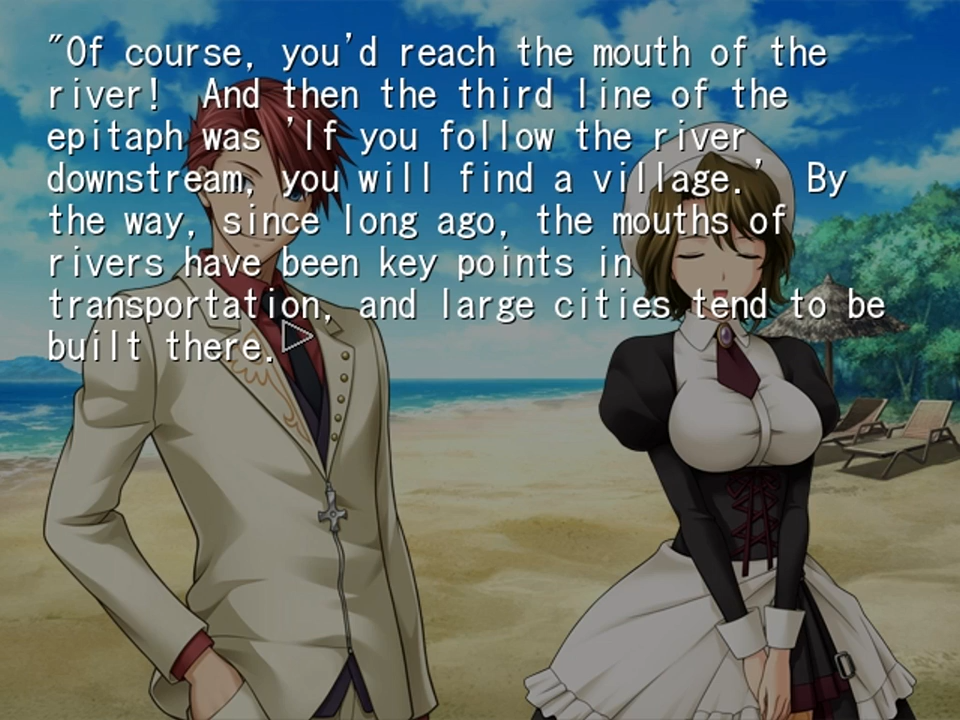 "Of course, you'd reach the mouth of the
river!  And then the third line of the
epitaph was 'If you follow the river
downstream, you will find a village.'  By
the way, since long ago, the mouths of
rivers have been key points in
transportation, and large cities tend to be
built there.